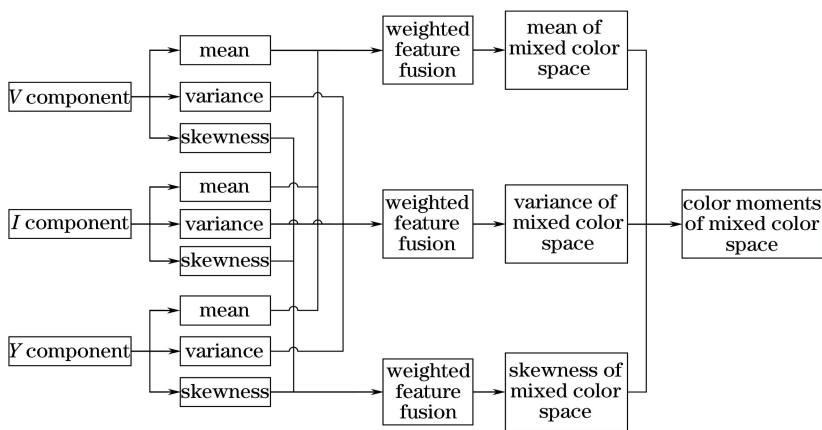 V component
mean
variance
skewness
I component
mean
variance
skewness
Y component
mean
variance
skewness
weighted
feature
fusion
mean of
mixed color
space
weighted
feature
fusion
variance of
mixed color
space
weighted
feature
fusion
skewness of
mixed color
space
color moments
of mixed color
space